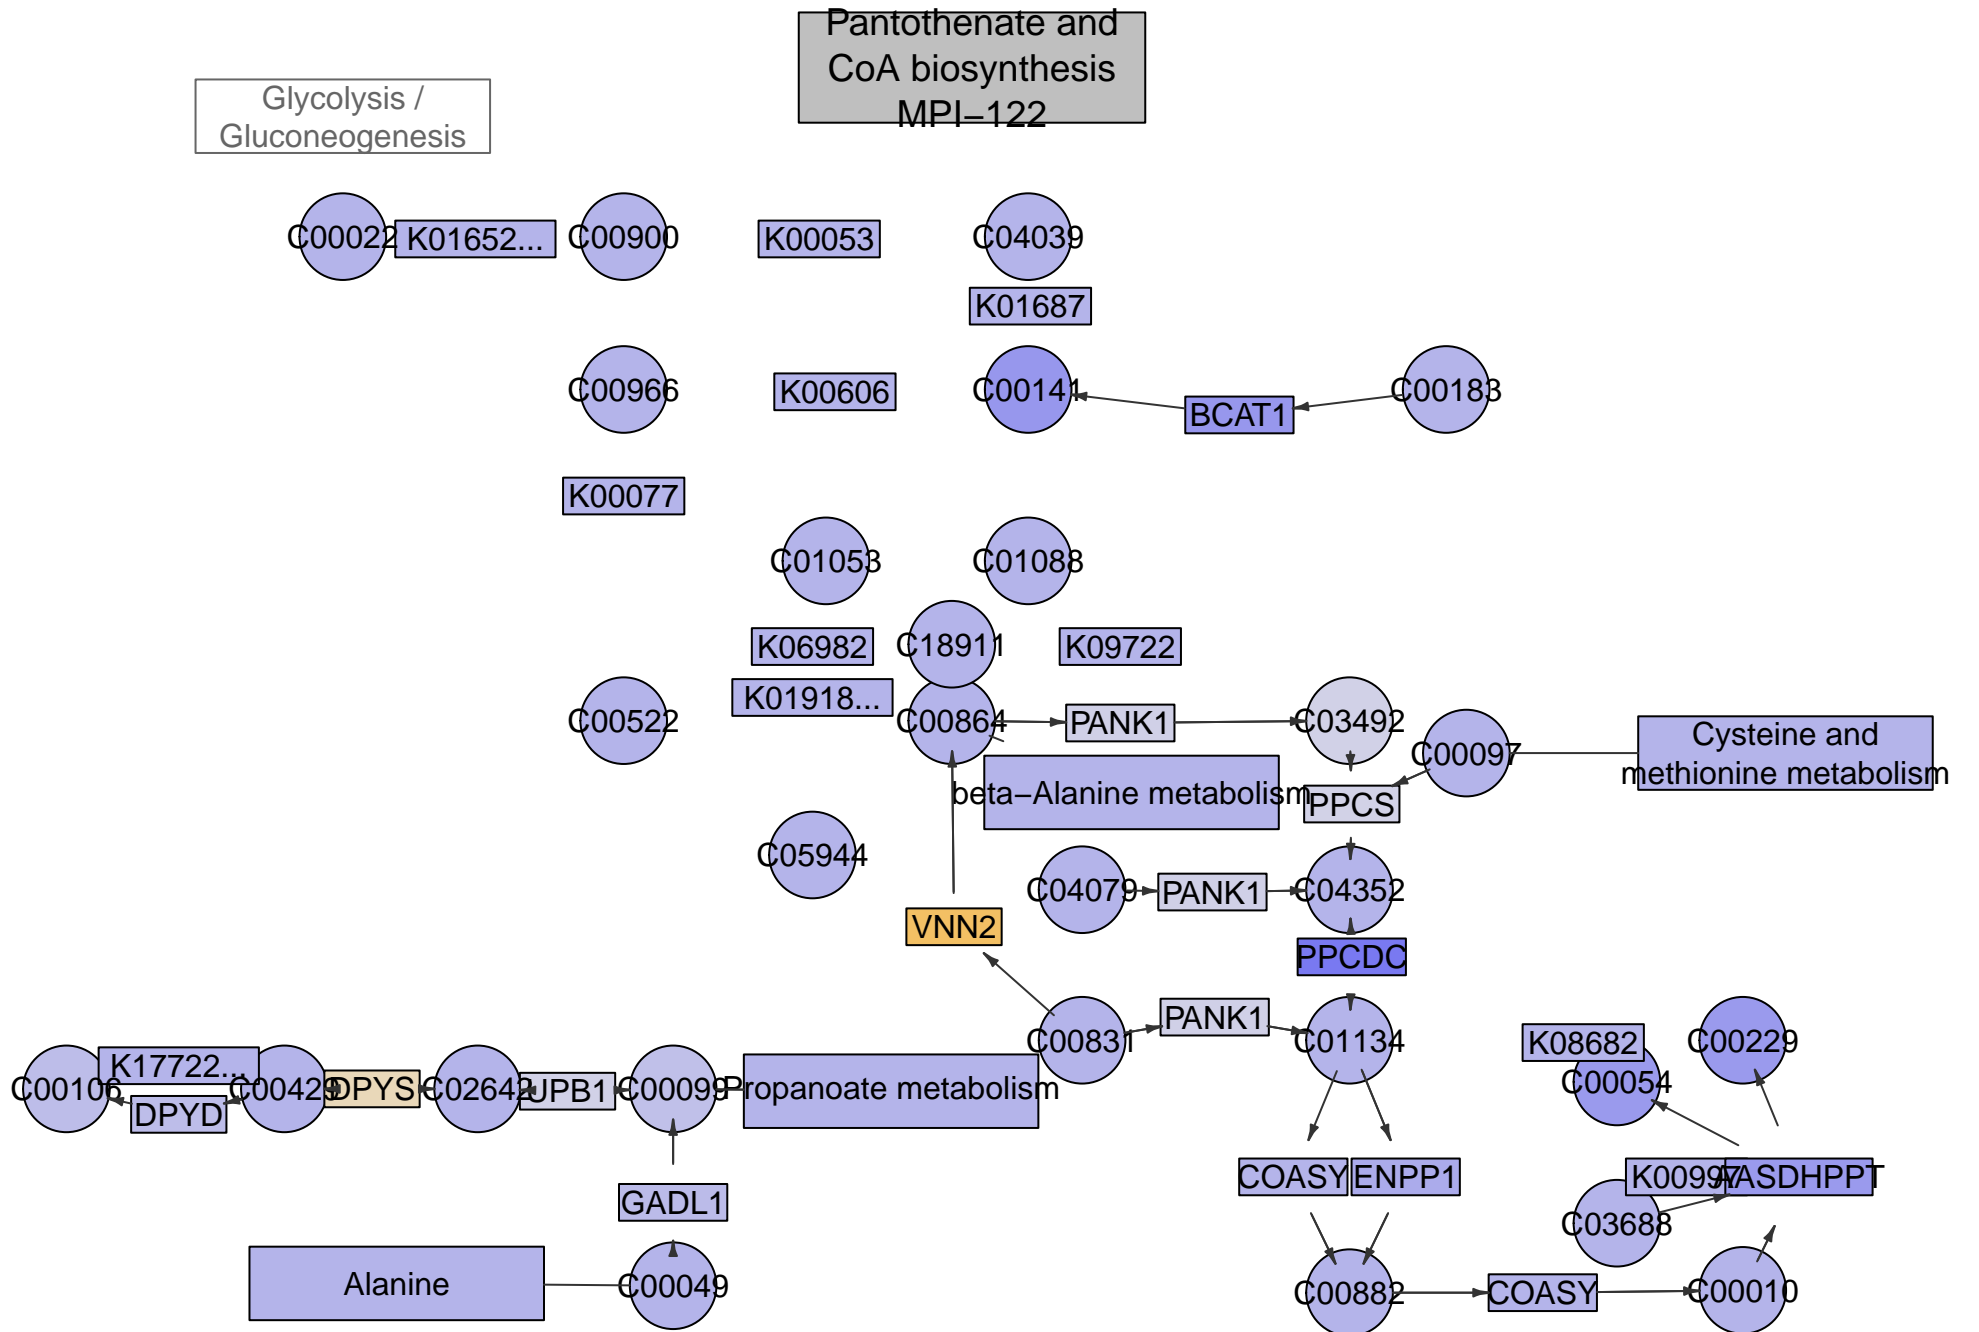 Pantothenate and
CoA biosynthesis
MPI−122
Glycolysis /
Gluconeogenesis
C00022
K01652...
C00900
K00053
C04039
K01687
C00966
K00606
C00141
BCAT1
C00183
K00077
C01053
C01088
K06982
C18911
K09722
K01918...
C00522
C00864
PANK1
C03492
C00097
Cysteine and
methionine metabolism
beta−Alanine metabolism
PPCS
C05944
C04079
PANK1
C04352
VNN2
PPCDC
C00831
PANK1
C01134
K08682
C00229
C00054
C00106
K17722...
DPYD
C00429
DPYS
C02642
UPB1
C00099
Propanoate metabolism
COASY
ENPP1
K00997
AASDHPPT
GADL1
C03688
Alanine
C00049
C00882
COASY
C00010